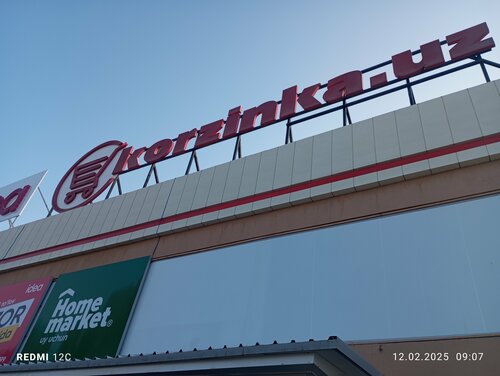 korzinka.uz
idea
Home
market®
uy uchun
REDMI 12C
12.02.2025 09:07